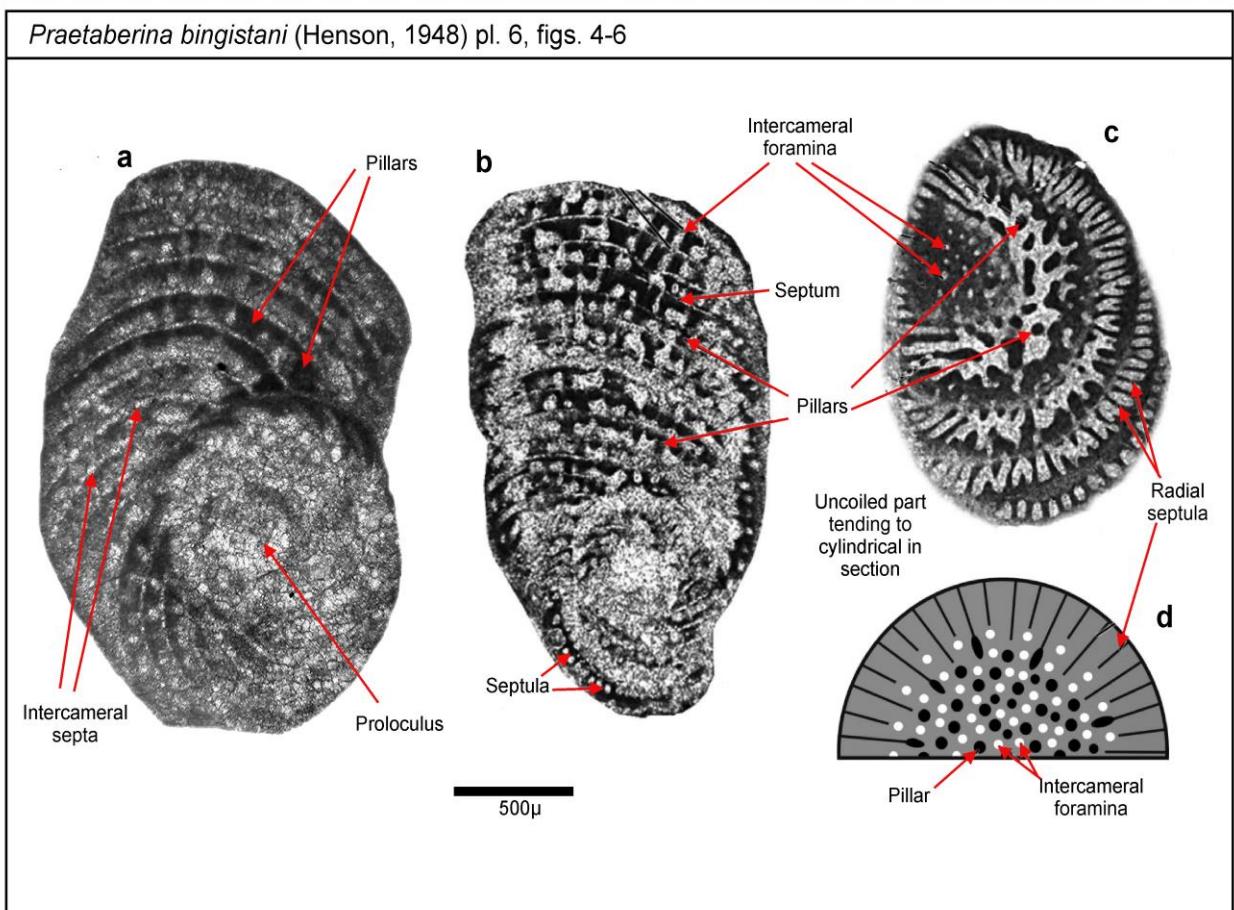 Praetaberina bingistani (Henson, 1948) pl. 6, figs. 4-6
a
Pillars
b
Intercameral
foramina
c
Septum
Pillars
Radial
septula
Uncoiled part
tending to
cylindrical in
section
d
Septula
Intercameral
septa
Proloculus
Pillar
Intercameral
foramina
500µ